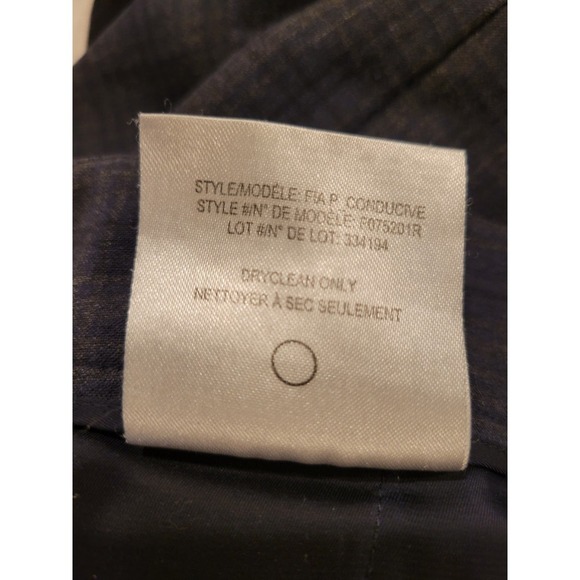 STYLE/MODÈLE: FIA P CONDUCIVE
STYLE #/N° DE MODÈLE: F075201R
LOT #/N° DE LOT: 334194
DRYCLEAN ONLY
NETTOYER À SEC SEULEMENT